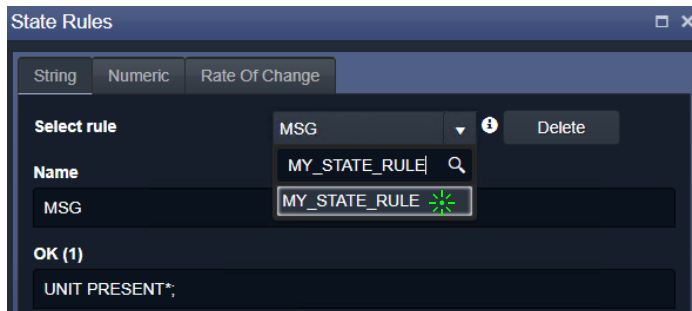 State Rules
String Numeric Rate Of Change
Select rule MSG Delete
MY_STATE_RULE
Name
MY_STATE_RULE
MSG
OK (1)
UNIT PRESENT*;